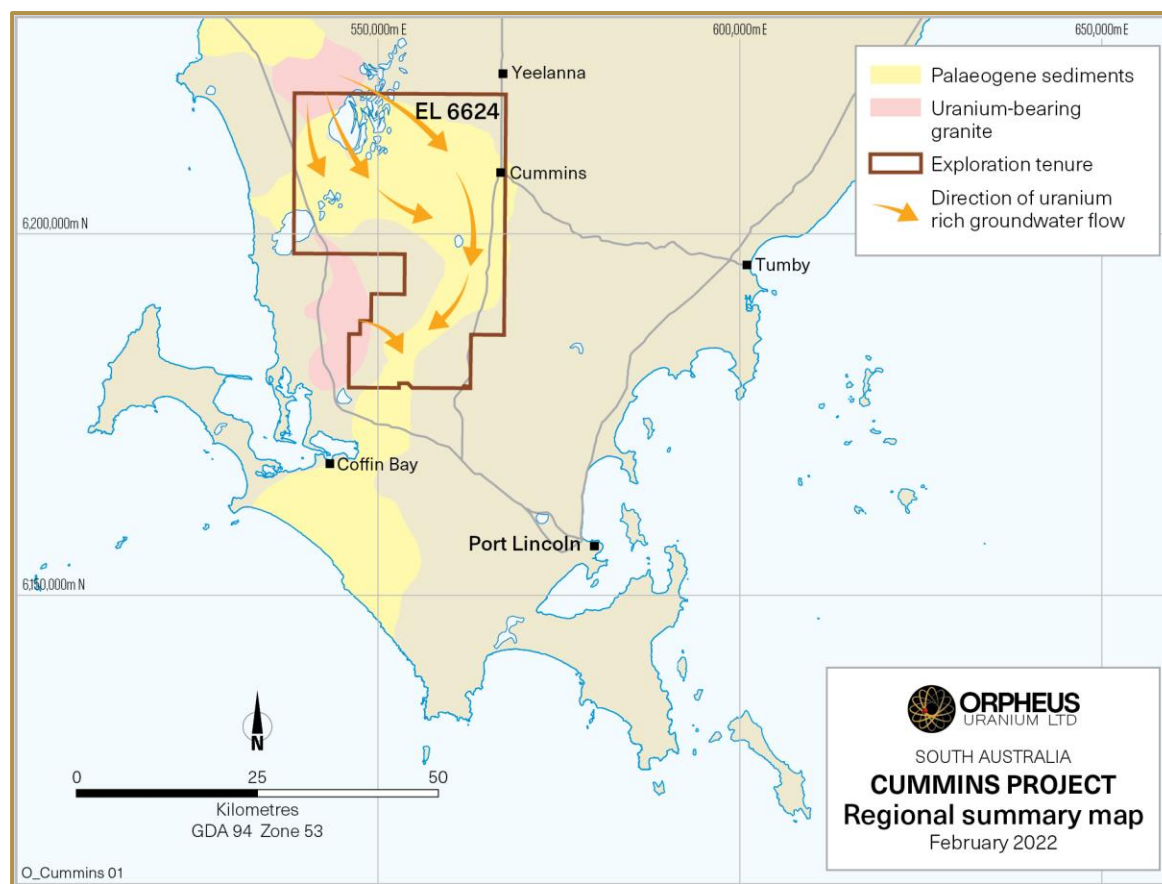 550,000m E
600,000m E
650,000m E
Yeelanna
EL 6624
Cummins
6,200,000m N
Tumby
Palaeogene sediments
Uranium-bearing
granite
Exploration tenure
Direction of uranium
rich groundwater flow
Coffin Bay
Port Lincoln
6,150,000m N
N
0 25 50
Kilometres
GDA 94 Zone 53
ORPHEUS
URANIUM LTD
SOUTH AUSTRALIA
CUMMINS PROJECT
Regional summary map
February 2022
O_Cummins 01